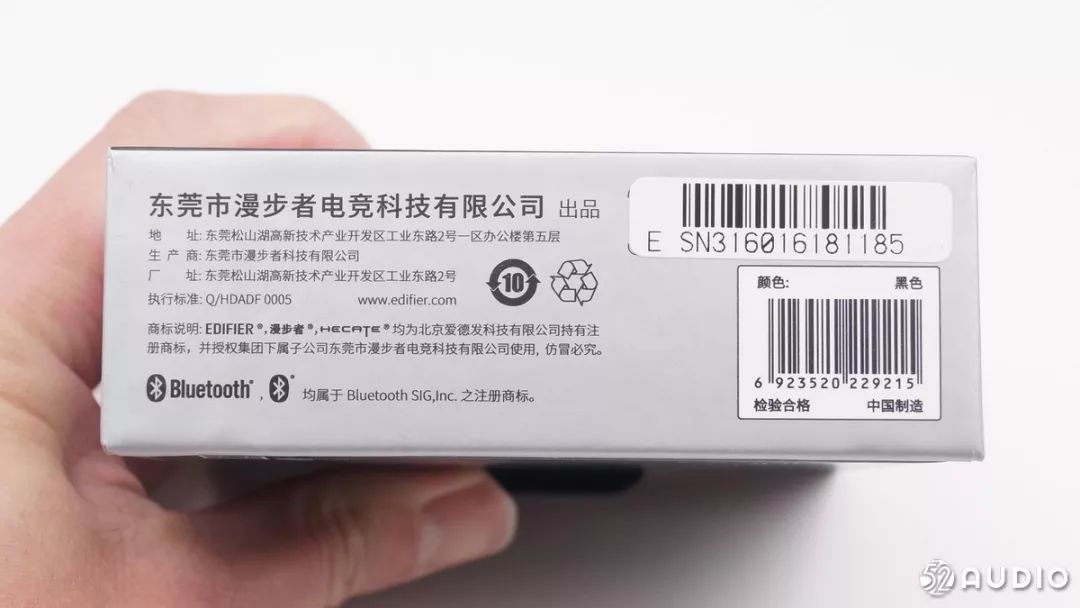 东莞市漫步者电竞科技有限公司 出品
地 址: 东莞松山湖高新技术产业开发区工业东路2号一区办公楼第五层
生 产 商: 东莞市漫步者科技有限公司
厂 址: 东莞松山湖高新技术产业开发区工业东路2号
执行标准: Q/HDADF 0005 www.edifier.com
10
商标说明: EDIFIER®, 漫步者®, HECATE® 均为北京爱德发科技有限公司持有注
册商标，并授权集团下属子公司东莞市漫步者电竞科技有限公司使用, 仿冒必究。
Bluetooth®, 均属于 Bluetooth SIG,Inc. 之注册商标。
E SN316016181185
颜色: 黑色
6 923520 229215
检验合格 中国制造
52 AUDIO